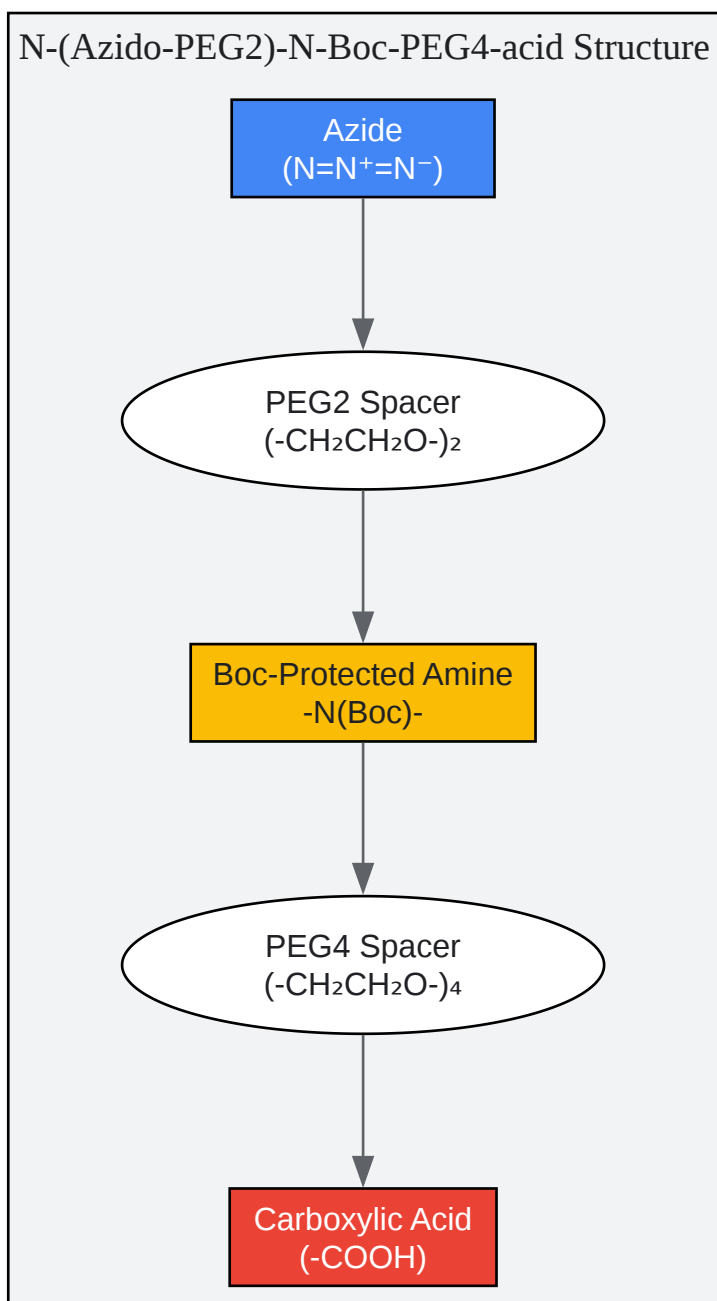 N-(Azido-PEG2)-N-Boc-PEG4-acid Structure
Azide
(N=N⁺=N⁻)
PEG2 Spacer
(-CH₂CH₂O-)₂
Boc-Protected Amine
-N(Boc)-
PEG4 Spacer
(-CH₂CH₂O-)₄
Carboxylic Acid
(-COOH)